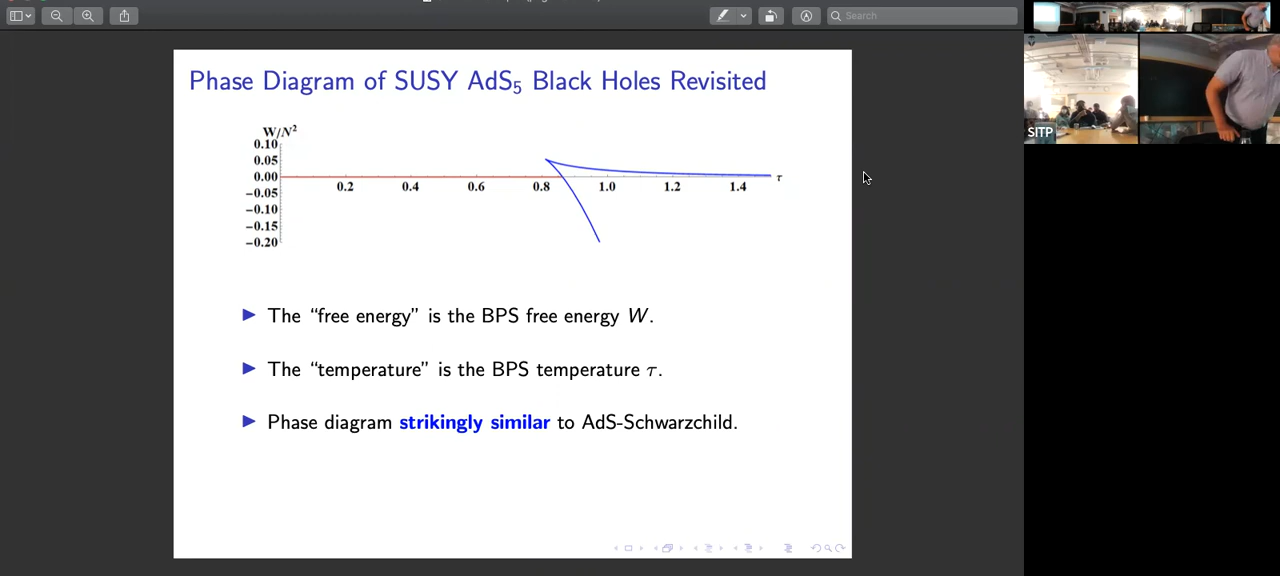 Search
Phase Diagram of SUSY AdS5 Black Holes Revisited
W/N²
0.10
0.05
0.00
−0.05
−0.10
−0.15
−0.20
0.2 0.4 0.6 0.8 1.0 1.2 1.4 τ
The “free energy” is the BPS free energy W.
The “temperature” is the BPS temperature τ.
Phase diagram strikingly similar to AdS-Schwarzchild.
SITP